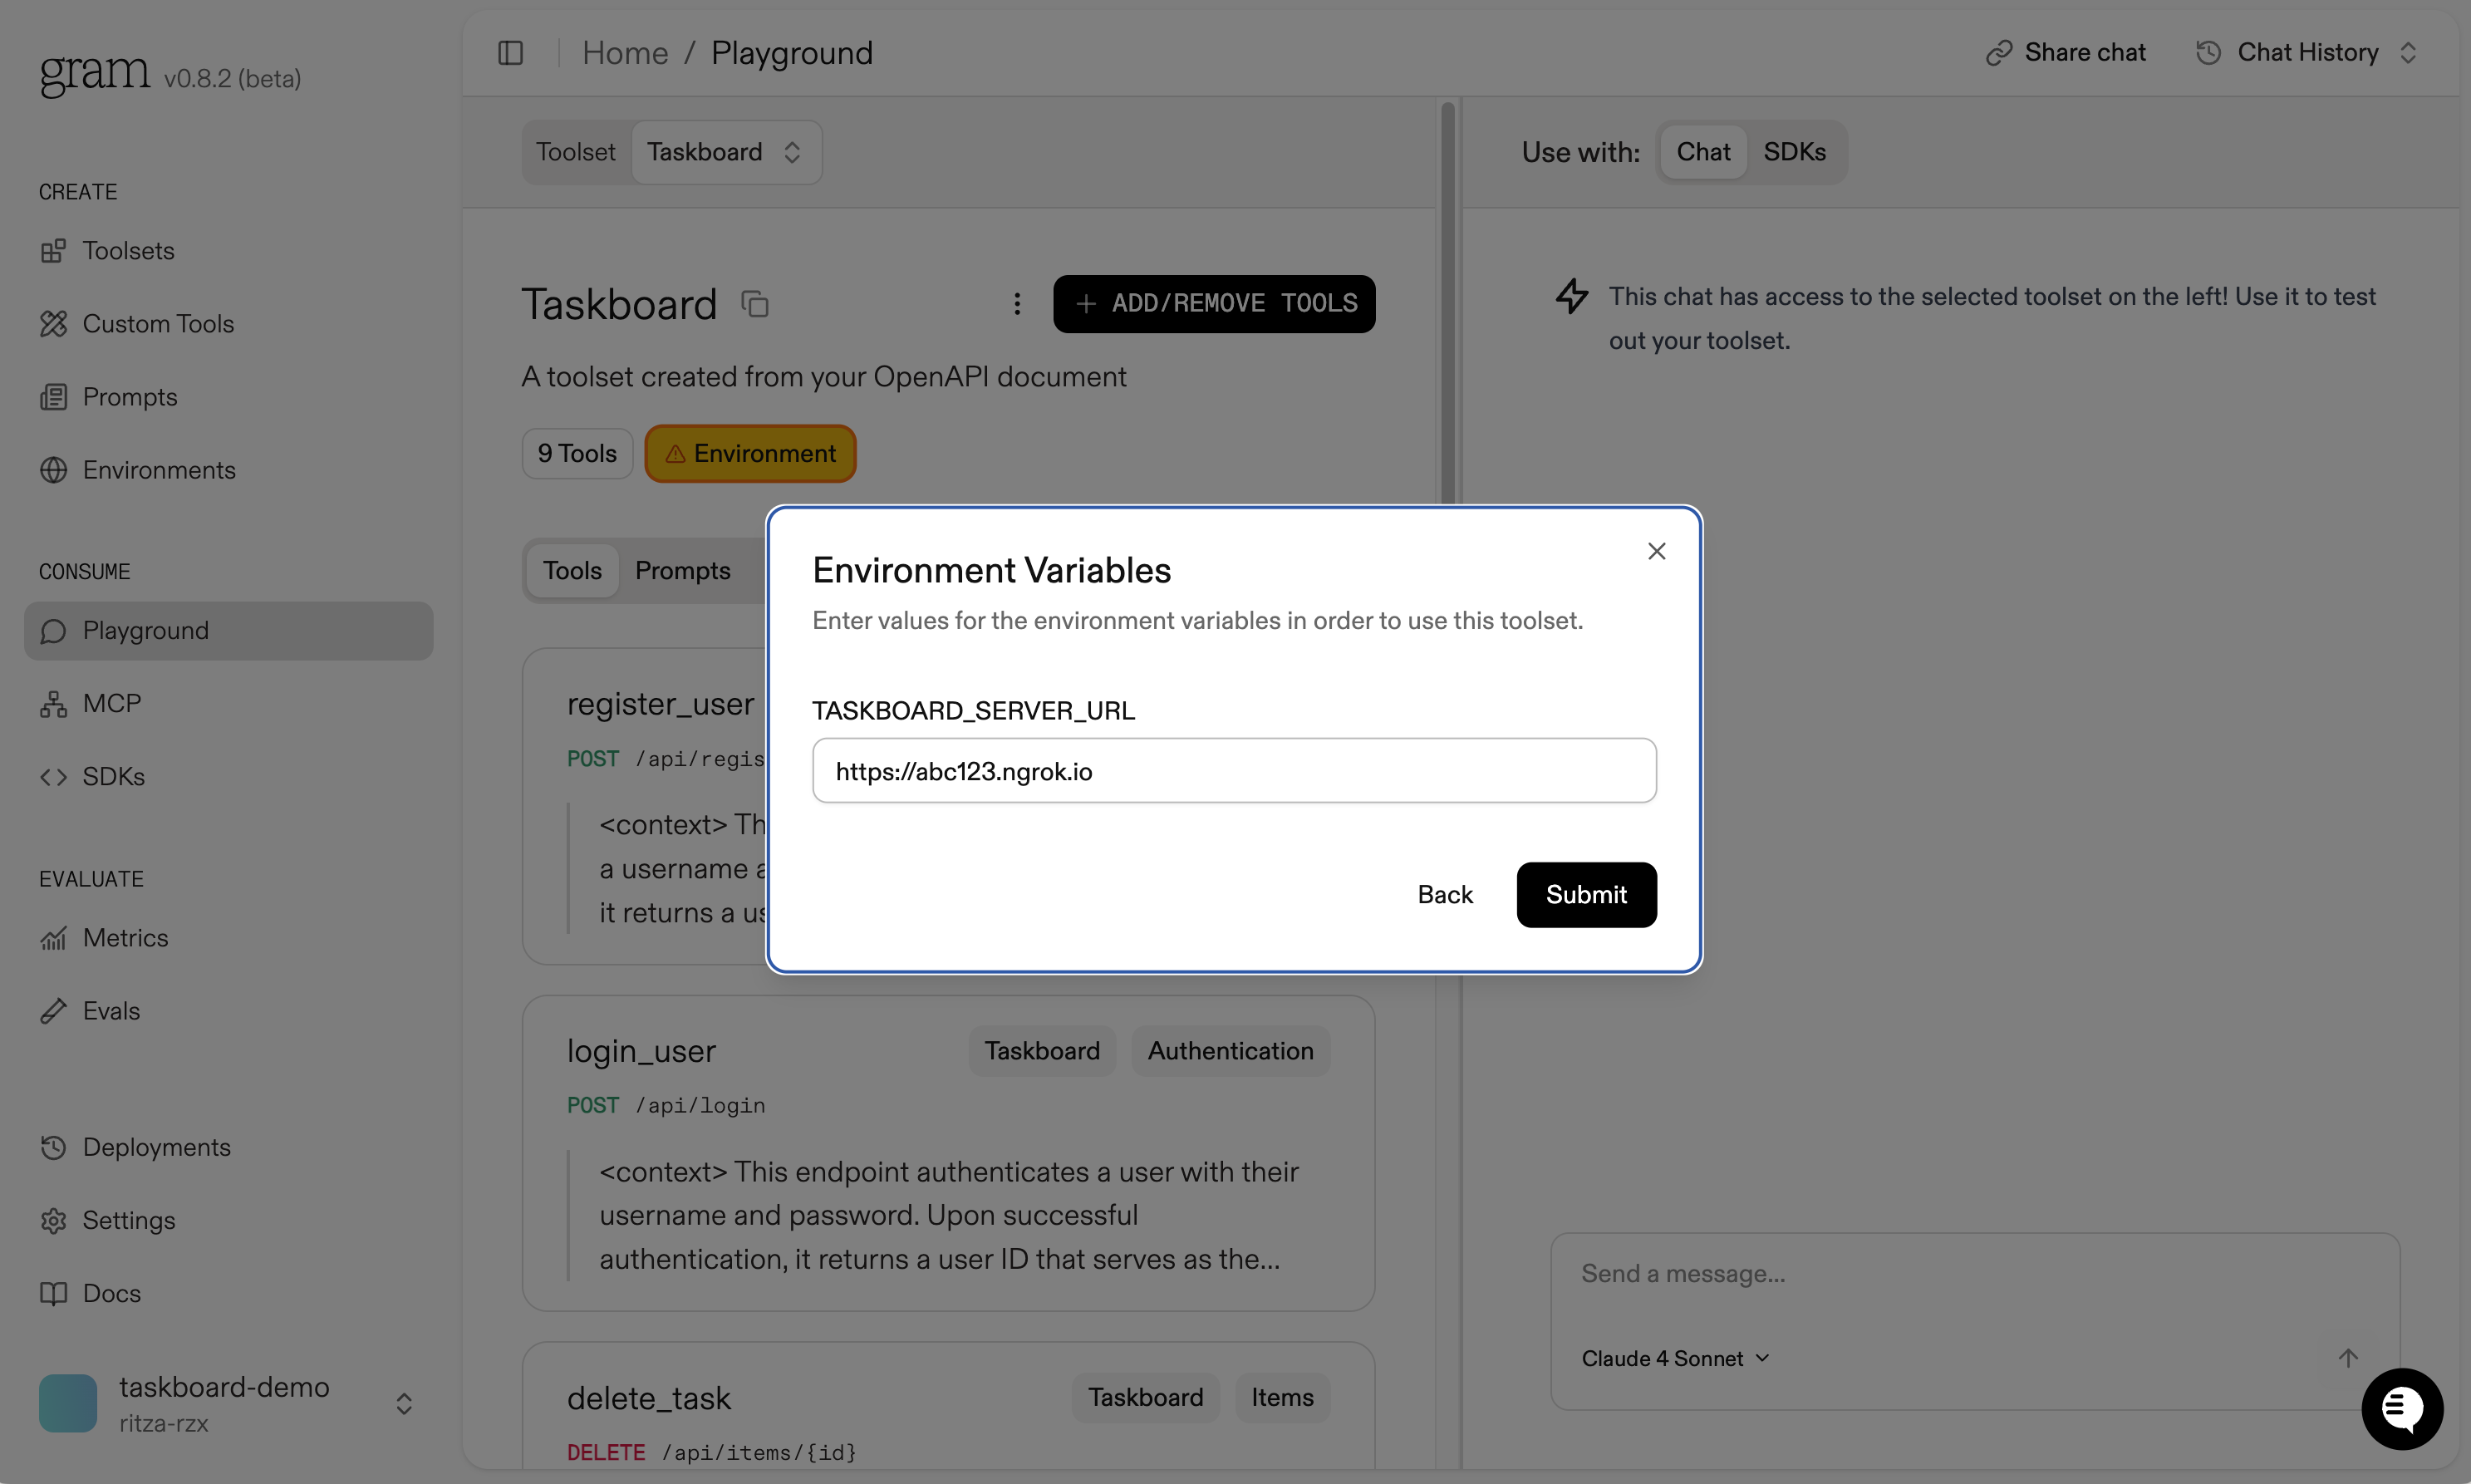 gram v0.8.2 (beta)
CREATE
Toolsets
Custom Tools
Prompts
Environments
CONSUME
Playground
MCP
SDKs
EVALUATE
Metrics
Evals
Deployments
Settings
Docs
taskboard-demo
ritza-rzx
Home / Playground
Share chat
Chat History
Toolset
Taskboard
Use with:
Chat
SDKs
Taskboard
+ ADD/REMOVE TOOLS
A toolset created from your OpenAPI document
9 Tools
Environment
Tools
Prompts
register_user
POST /api/regis
<context> Th
a username a
it returns a us
login_user
Taskboard
Authentication
POST /api/login
<context> This endpoint authenticates a user with their
username and password. Upon successful
authentication, it returns a user ID that serves as the...
delete_task
Taskboard
Items
DELETE /api/items/{id}
Environment Variables
Enter values for the environment variables in order to use this toolset.
TASKBOARD_SERVER_URL
https://abc123.ngrok.io
Back
Submit
This chat has access to the selected toolset on the left! Use it to test
out your toolset.
Send a message...
Claude 4 Sonnet